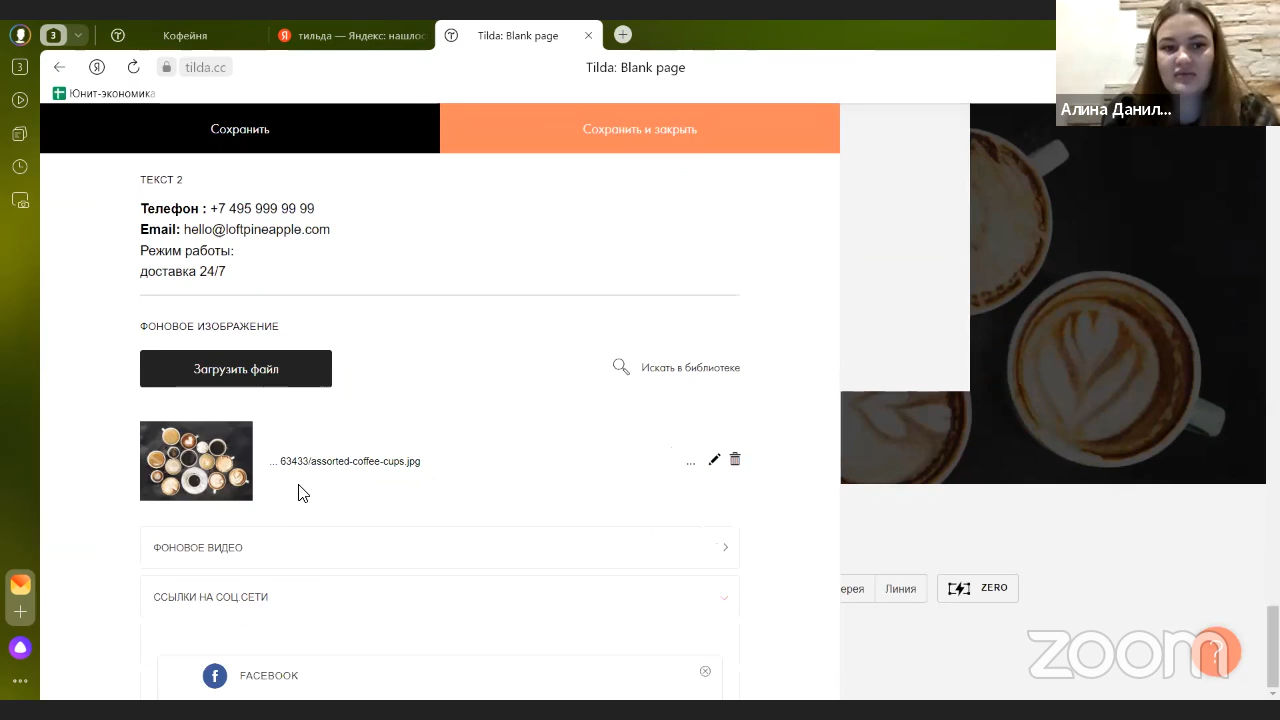 3
Кофейня
тильда — Яндекс: нашлос
Tilda: Blank page
3
tilda.cc
Tilda: Blank page
Юнит-экономика
Алина Данил...
Сохранить
Сохранить и закрыть
ТЕКСТ 2
Телефон : +7 495 999 99 99
Email: hello@loftpineapple.com
Режим работы:
доставка 24/7
ФОНОВОЕ ИЗОБРАЖЕНИЕ
Загрузить файл
Искать в библиотеке
... 63433/assorted-coffee-cups.jpg
...
ФОНОВОЕ ВИДЕО
ССЫЛКИ НА СОЦ.СЕТИ
ерея
Линия
ZERO
FACEBOOK
zoom
?